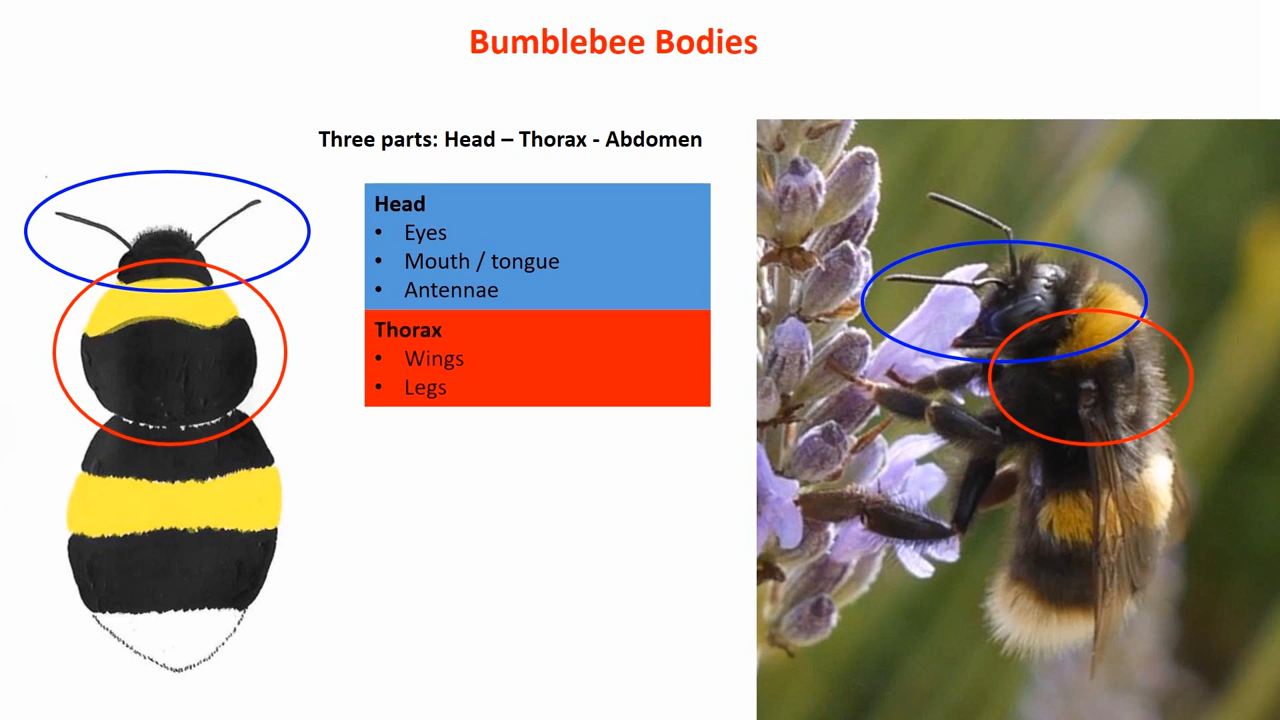 Bumblebee Bodies
Three parts: Head – Thorax - Abdomen
Head
• Eyes
• Mouth / tongue
• Antennae
Thorax
• Wings
• Legs